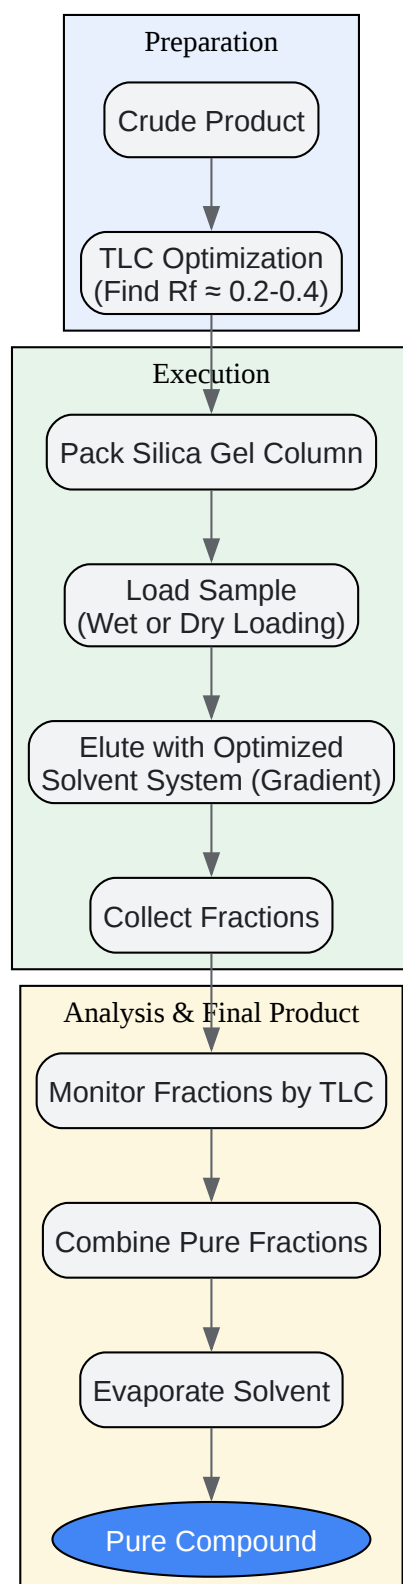 Preparation
Crude Product
TLC Optimization
(Find Rf ≈ 0.2-0.4)
Execution
Pack Silica Gel Column
Load Sample
(Wet or Dry Loading)
Elute with Optimized
Solvent System (Gradient)
Collect Fractions
Analysis & Final Product
Monitor Fractions by TLC
Combine Pure Fractions
Evaporate Solvent
Pure Compound